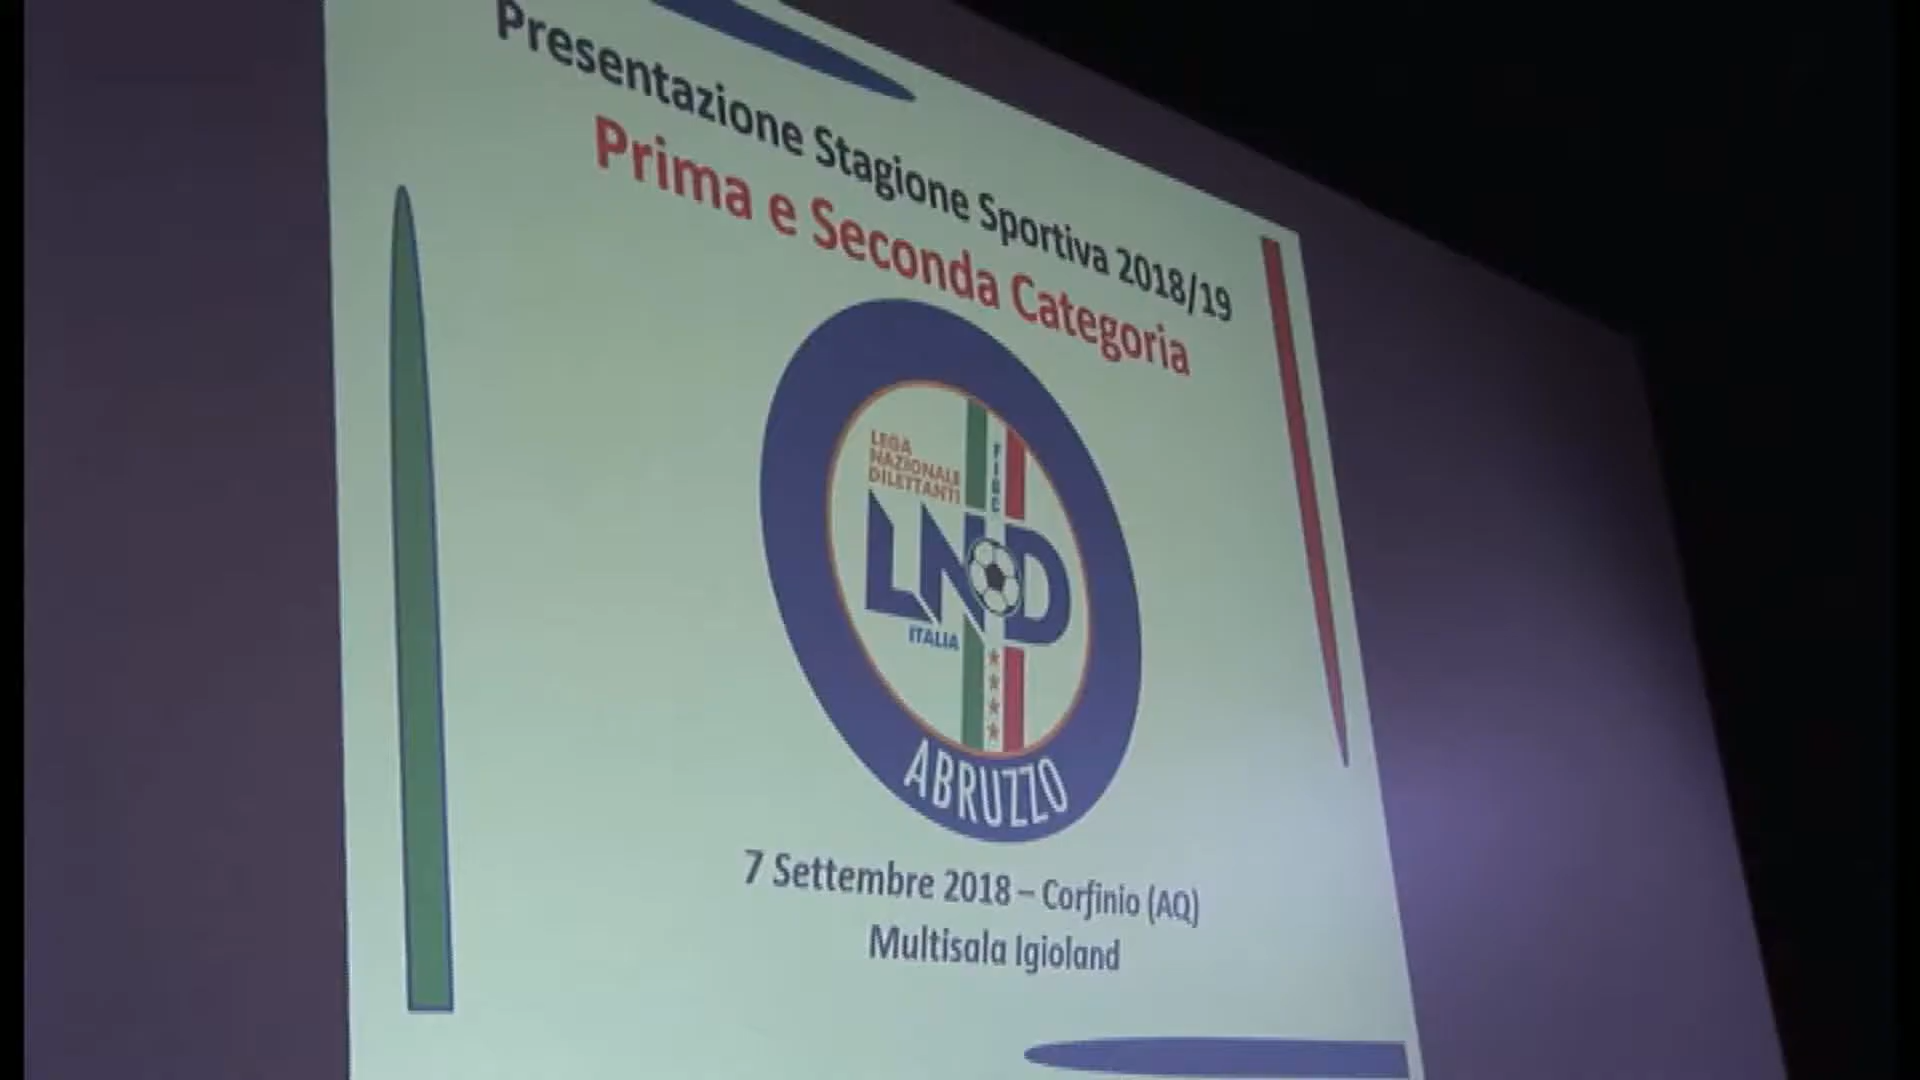 Presentazione Stagione Sportiva 2018/19
Prima e Seconda Categoria
LEGA
NAZIONALE
DILETTANTI
FIGC
LND
ITALIA
ABRUZZO
7 Settembre 2018 – Corfinio (AQ)
Multisala Igioland